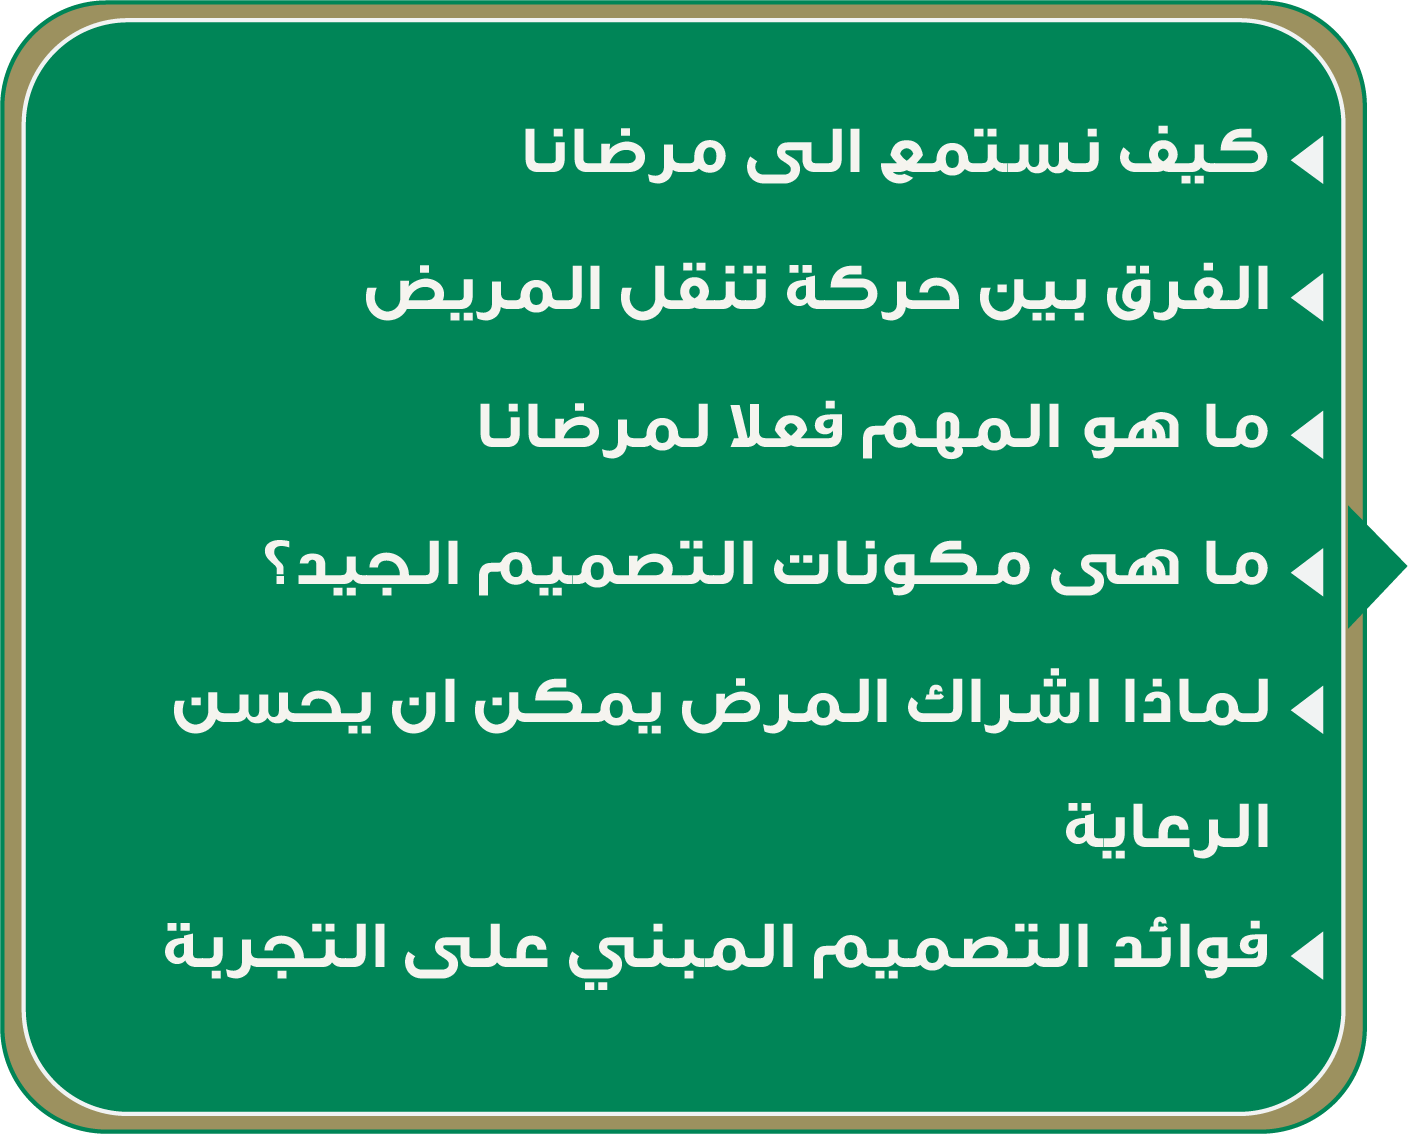 كيف نستمع الى مرضانا
الفرق بين حركة تنقل المريض
ما هو المهم فعلا لمرضانا
ما هى مكونات التصميم الجيد؟
لماذا اشراك المرض يمكن ان يحسن
الرعاية
فوائد التصميم المبني على التجربة